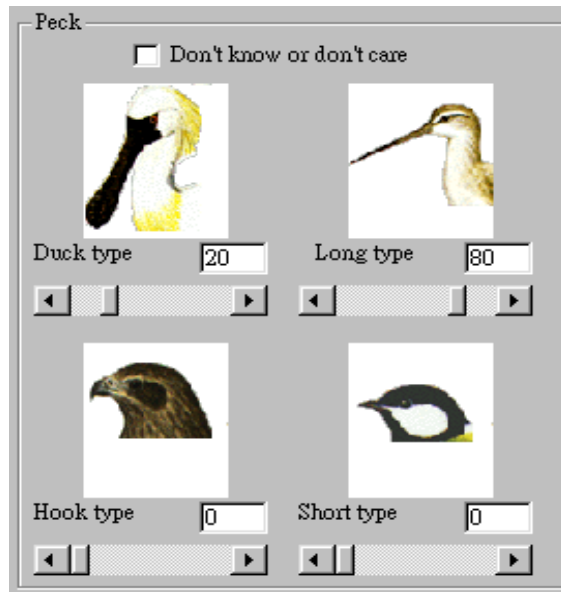 Peck
Don't know or don't care
Duck type 20
Long type 80
Hook type 0
Short type 0